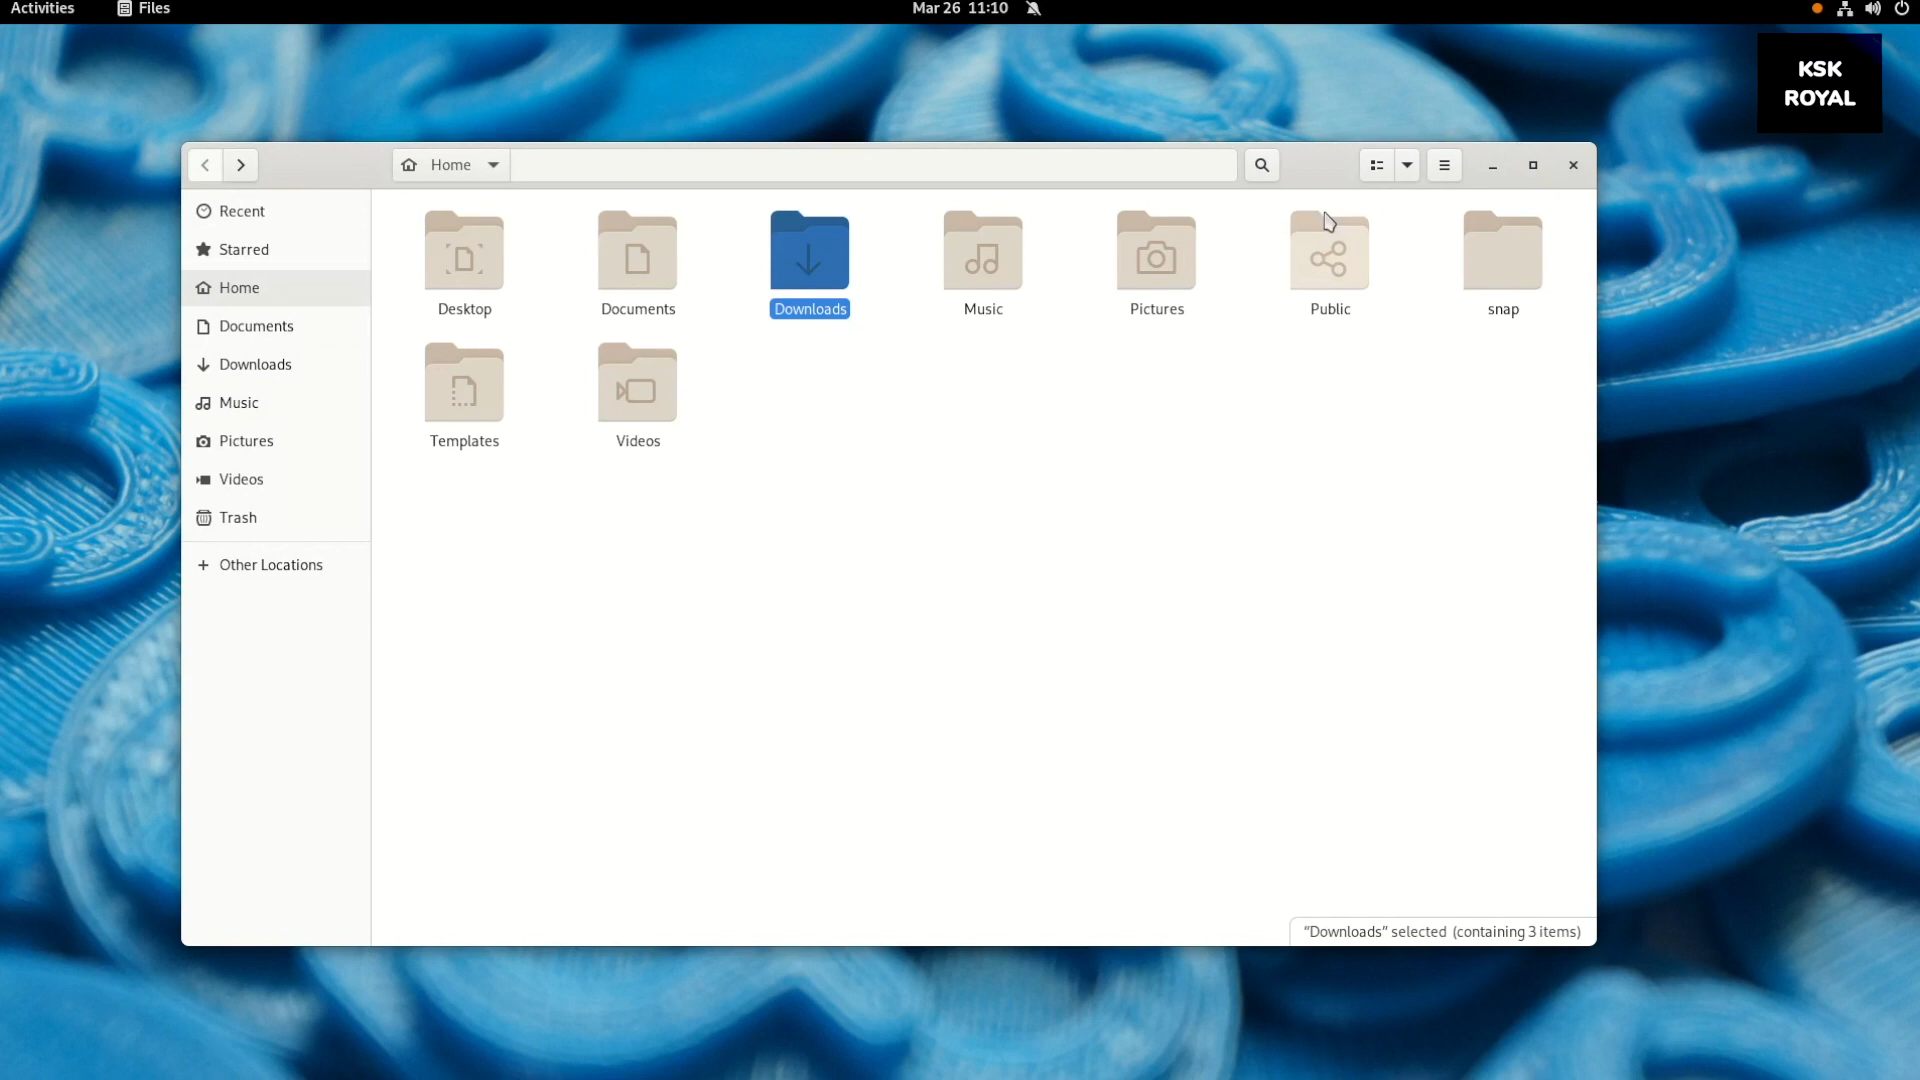 Activities
Files
Mar 26 11:10
KSK
ROYAL
Home
Recent
Starred
Home
Documents
Downloads
Music
Pictures
Videos
Trash
Other Locations
Desktop
Documents
Downloads
Music
Pictures
Public
snap
Templates
Videos
“Downloads” selected (containing 3 items)